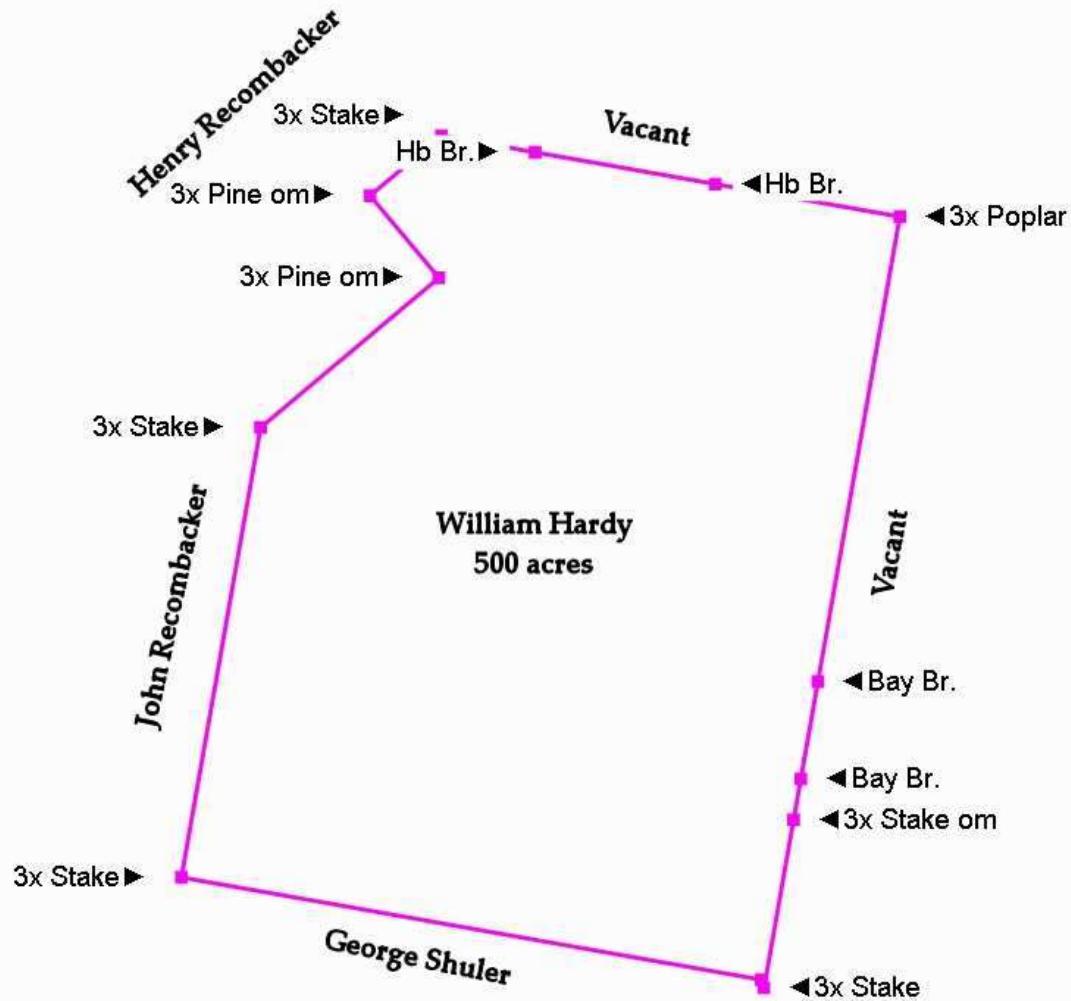 Henry Recombacker
3x Stake
Vacant
Hb Br.
Hb Br.
3x Pine om
3x Poplar
3x Pine om
3x Stake
John Recombacker
William Hardy
500 acres
Vacant
Bay Br.
Bay Br.
3x Stake om
3x Stake
George Shuler
3x Stake